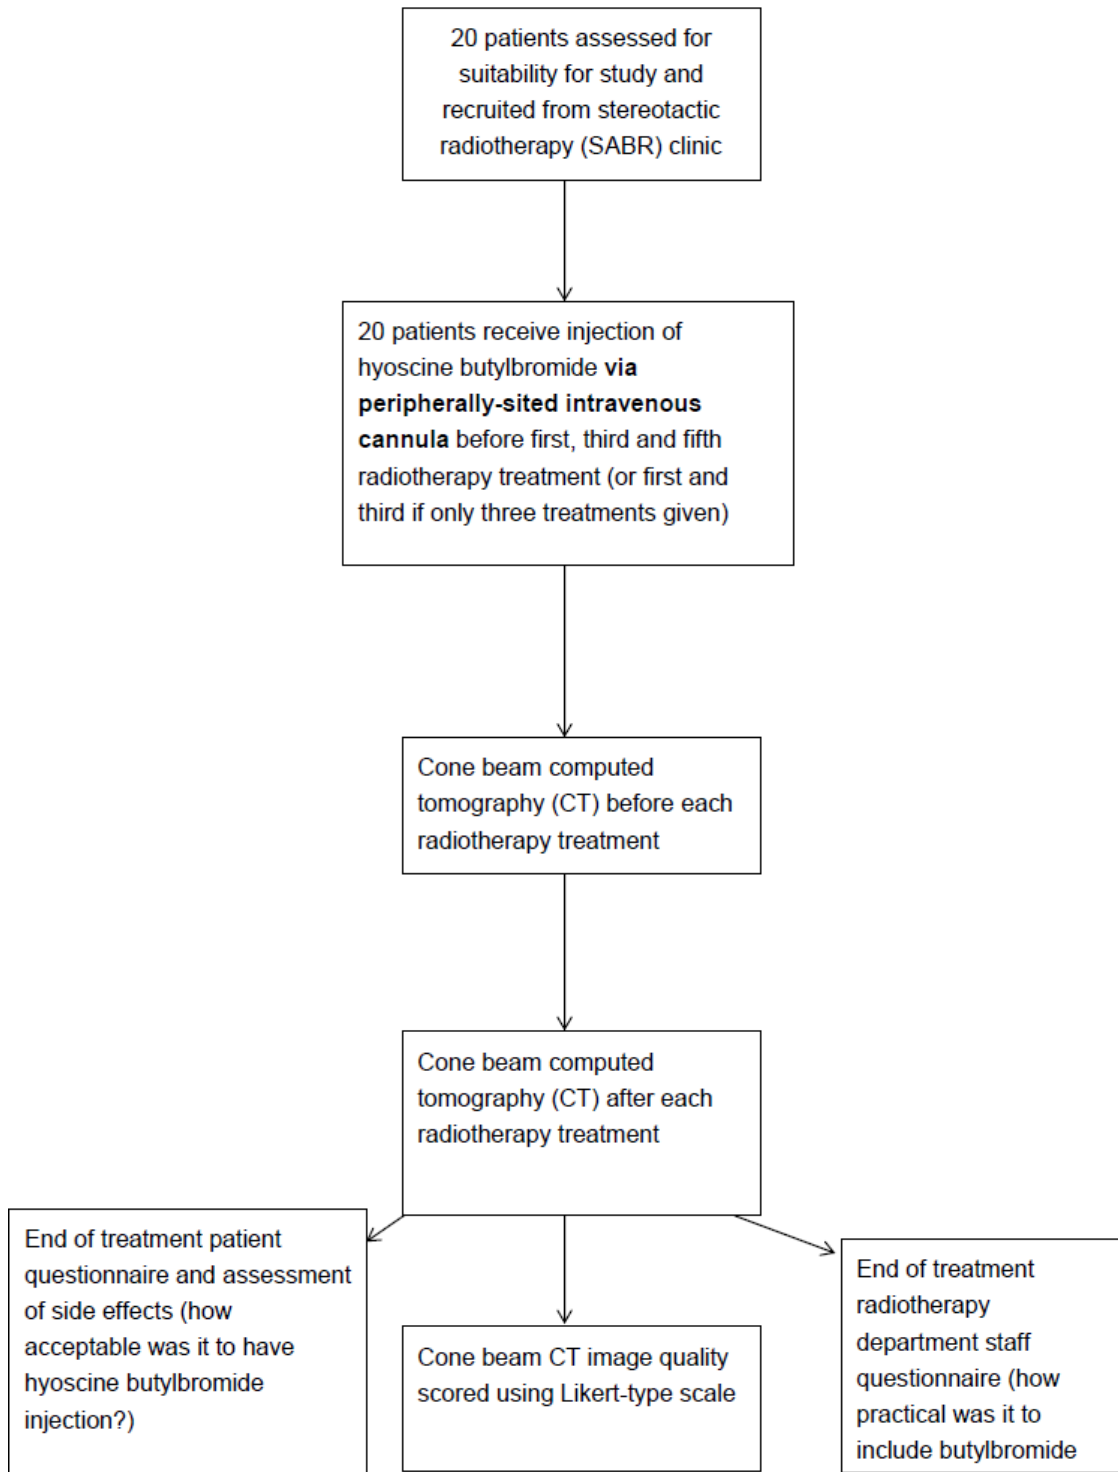 20 patients assessed for
suitability for study and
recruited from stereotactic
radiotherapy (SABR) clinic
20 patients receive injection of
hyoscine butylbromide via
peripherally-sited intravenous
cannula before first, third and fifth
radiotherapy treatment (or first and
third if only three treatments given)
Cone beam computed
tomography (CT) before each
radiotherapy treatment
Cone beam computed
tomography (CT) after each
radiotherapy treatment
End of treatment patient
questionnaire and assessment
of side effects (how
acceptable was it to have
hyoscine butylbromide
injection?)
Cone beam CT image quality
scored using Likert-type scale
End of treatment
radiotherapy
department staff
questionnaire (how
practical was it to
include butylbromide